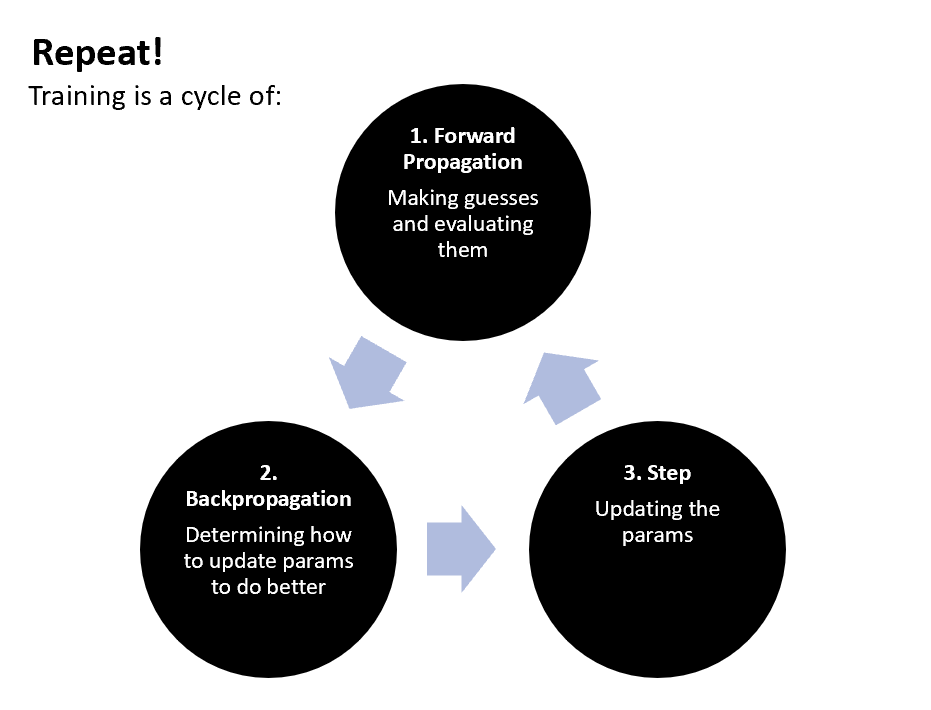 Repeat!
Training is a cycle of:
1. Forward
Propagation
Making guesses
and evaluating
them
2.
Backpropagation
Determining how
to update params
to do better
3. Step
Updating the
params